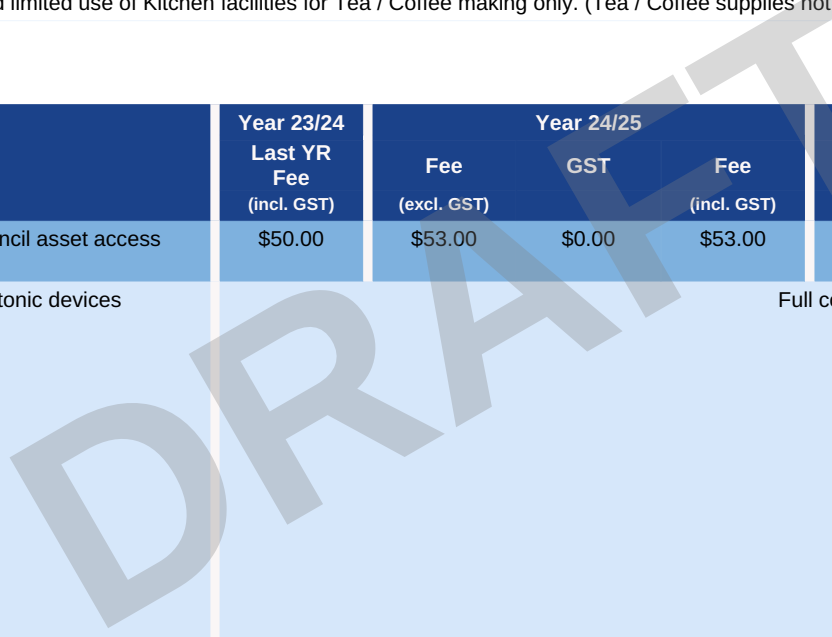 limited use of Kitchen facilities for Tea / Coffee making only. (Tea / Coffee supplies not
Year 23/24 Year 24/25
Last YR Fee Fee GST Fee
(incl. GST) (excl. GST) (incl. GST)
ncil asset access $50.00 $53.00 $0.00 $53.00
tonic devices Full c
DRAFT